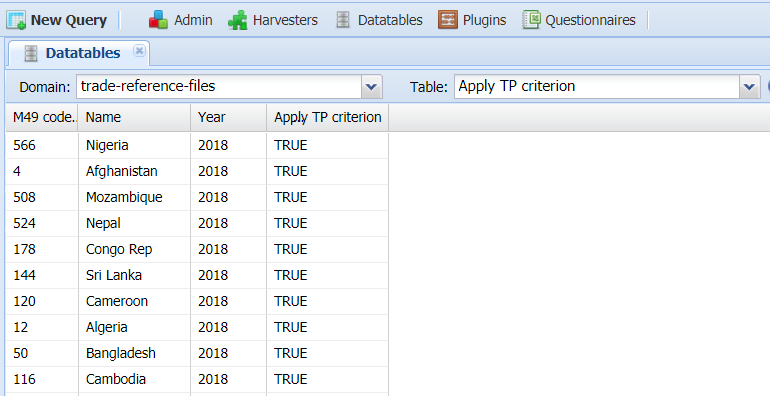 New Query Admin Harvesters Datatables Plugins Questionnaires
Datatables
Domain: trade-reference-files Table: Apply TP criterion
M49 code.. Name Year Apply TP criterion
566 Nigeria 2018 TRUE
4 Afghanistan 2018 TRUE
508 Mozambique 2018 TRUE
524 Nepal 2018 TRUE
178 Congo Rep 2018 TRUE
144 Sri Lanka 2018 TRUE
120 Cameroon 2018 TRUE
12 Algeria 2018 TRUE
50 Bangladesh 2018 TRUE
116 Cambodia 2018 TRUE